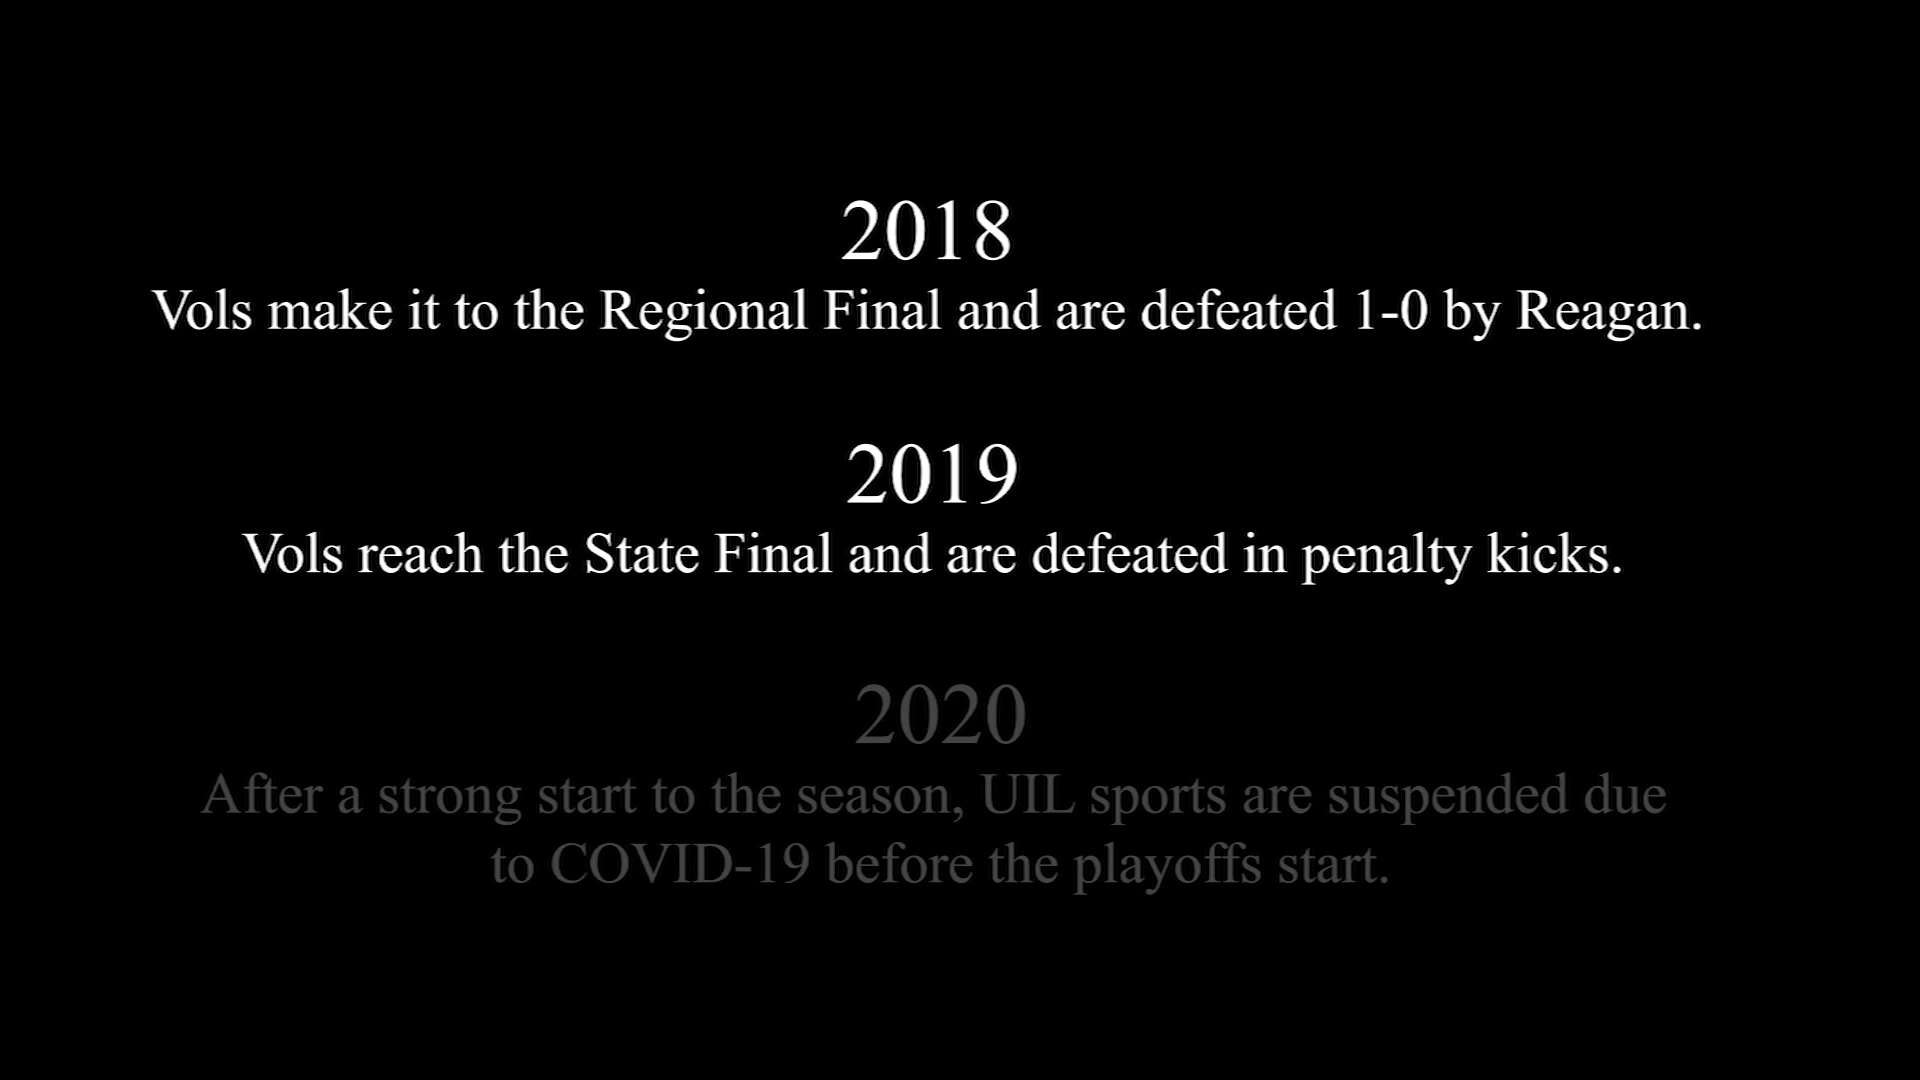 2018
Vols make it to the Regional Final and are defeated 1-0 by Reagan.
2019
Vols reach the State Final and are defeated in penalty kicks.
2020
After a strong start to the season, UIL sports are suspended due
to COVID-19 before the playoffs start.